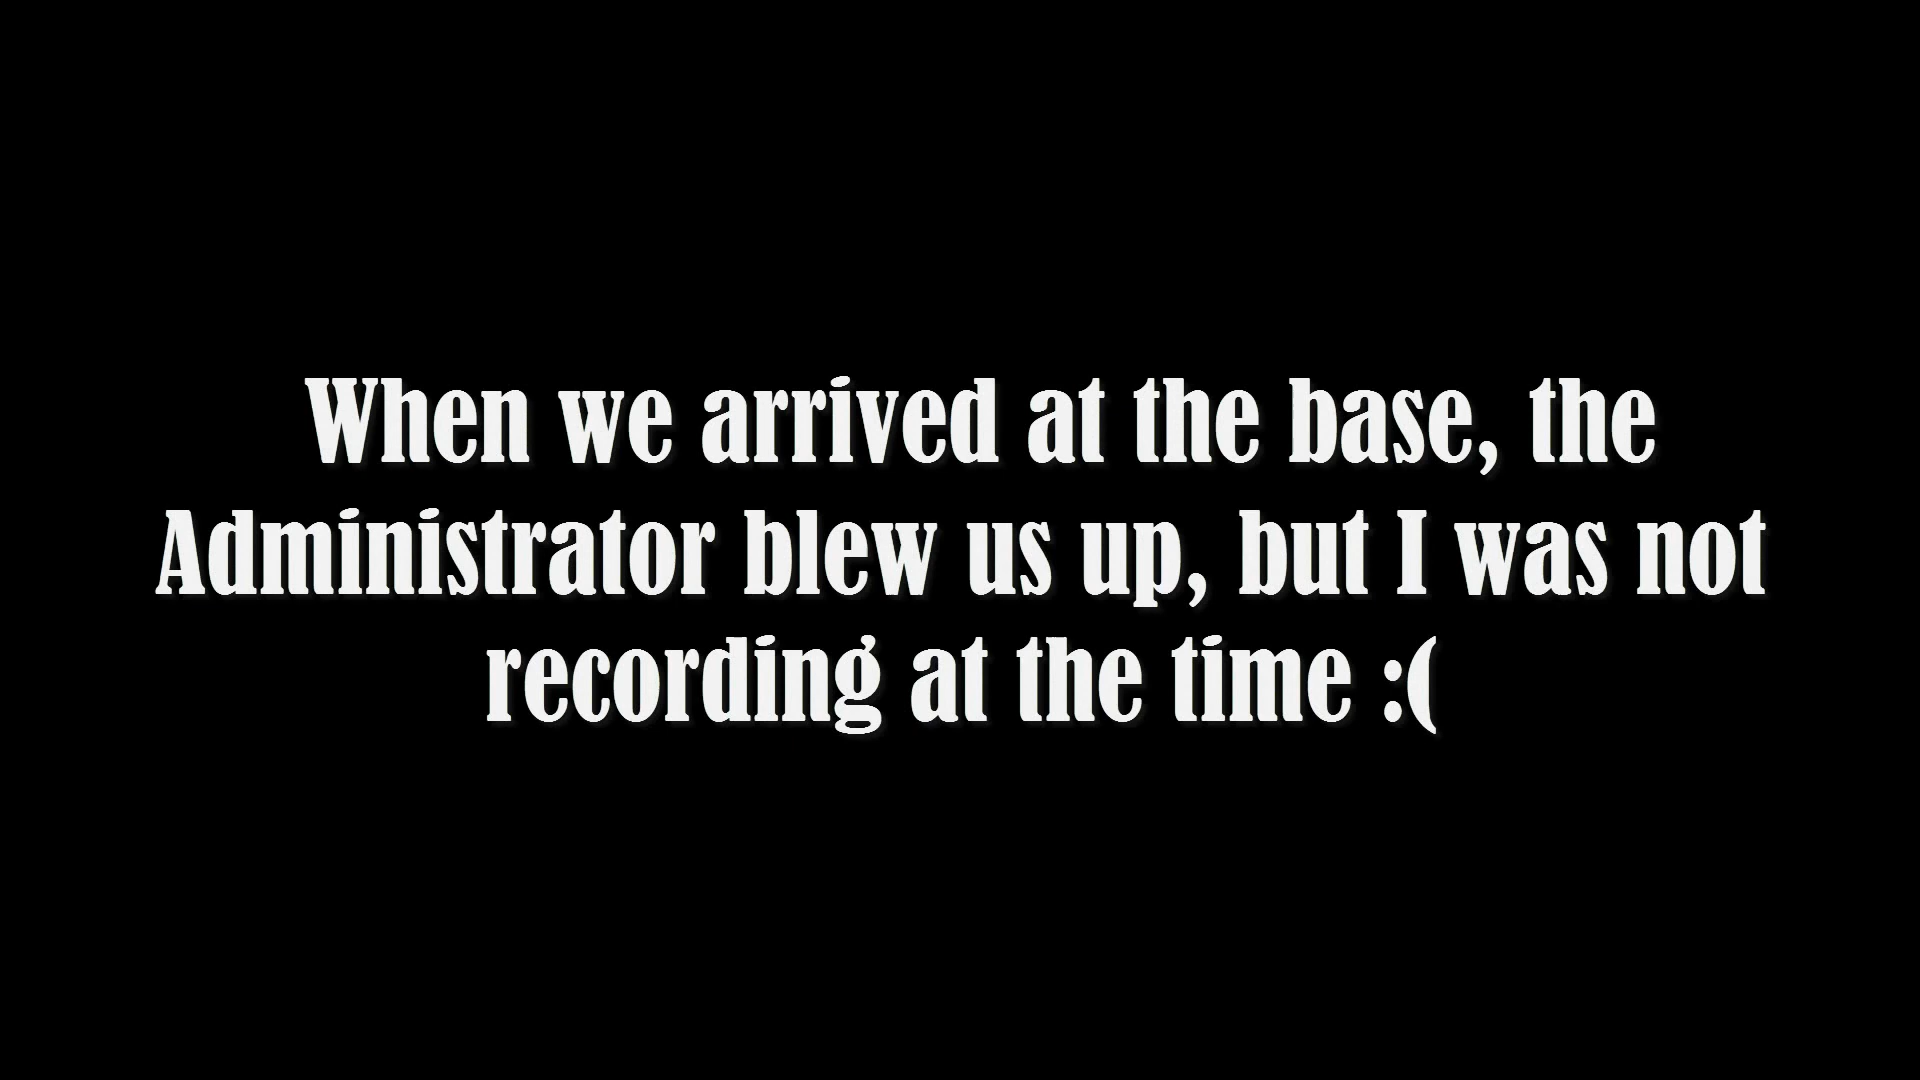 When we arrived at the base, the
Administrator blew us up, but I was not
recording at the time :(